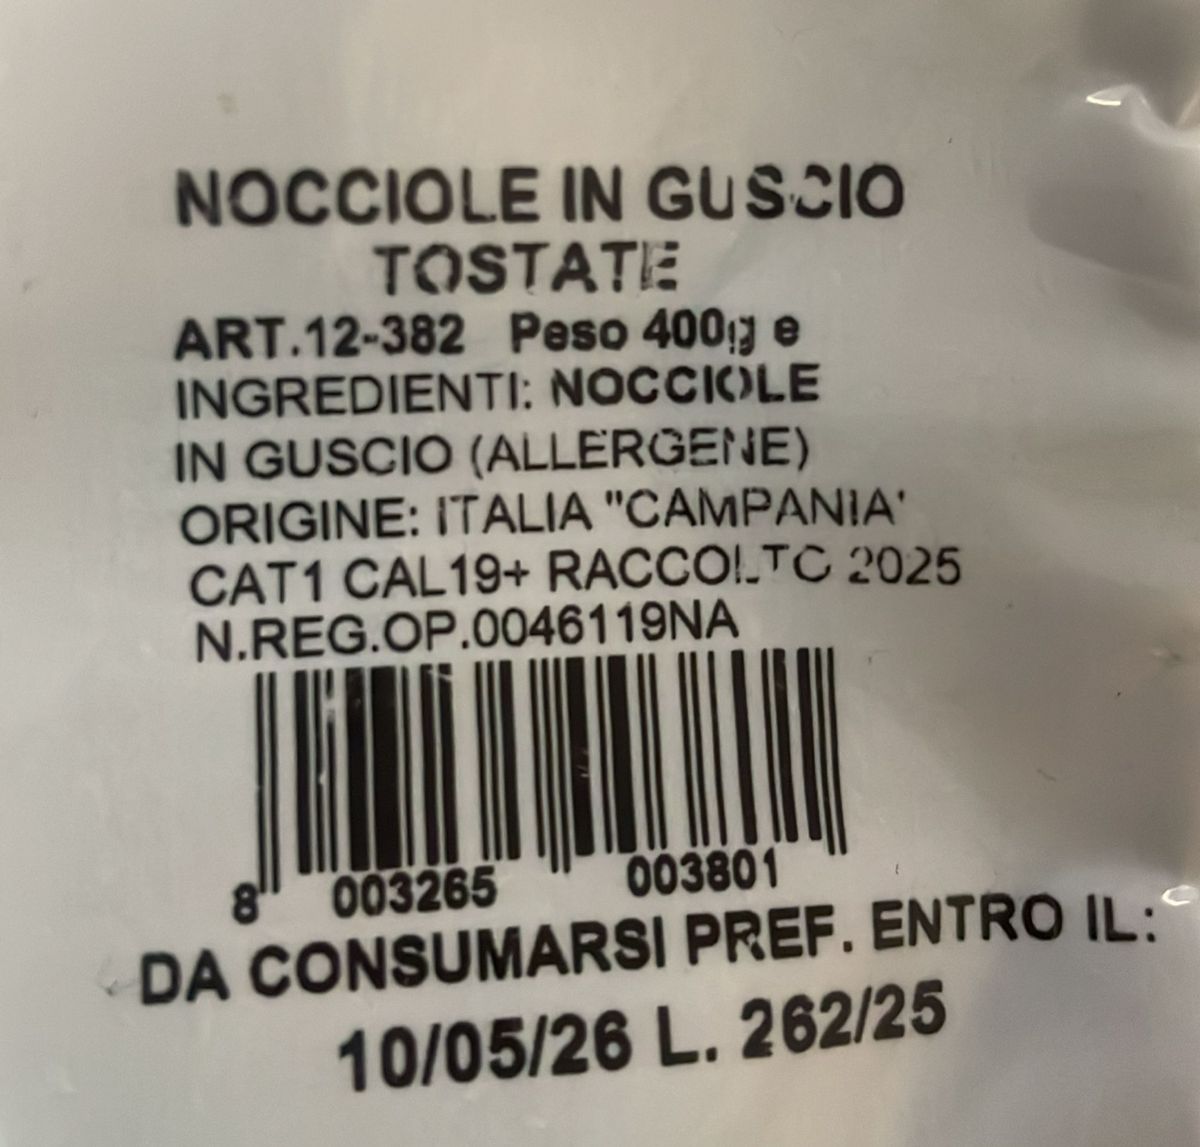 NOCCIOLE IN GUSCIO
TOSTATE
ART.12-382 Peso 400g e
INGREDIENTI: NOCCIOLE
IN GUSCIO (ALLERGENE)
ORIGINE: ITALIA "CAMPANIA'
CAT1 CAL19+ RACCOLTO 2025
N.REG.OP.0046119NA
8 003265 003801
DA CONSUMARSI PREF. ENTRO IL:
10/05/26 L. 262/25